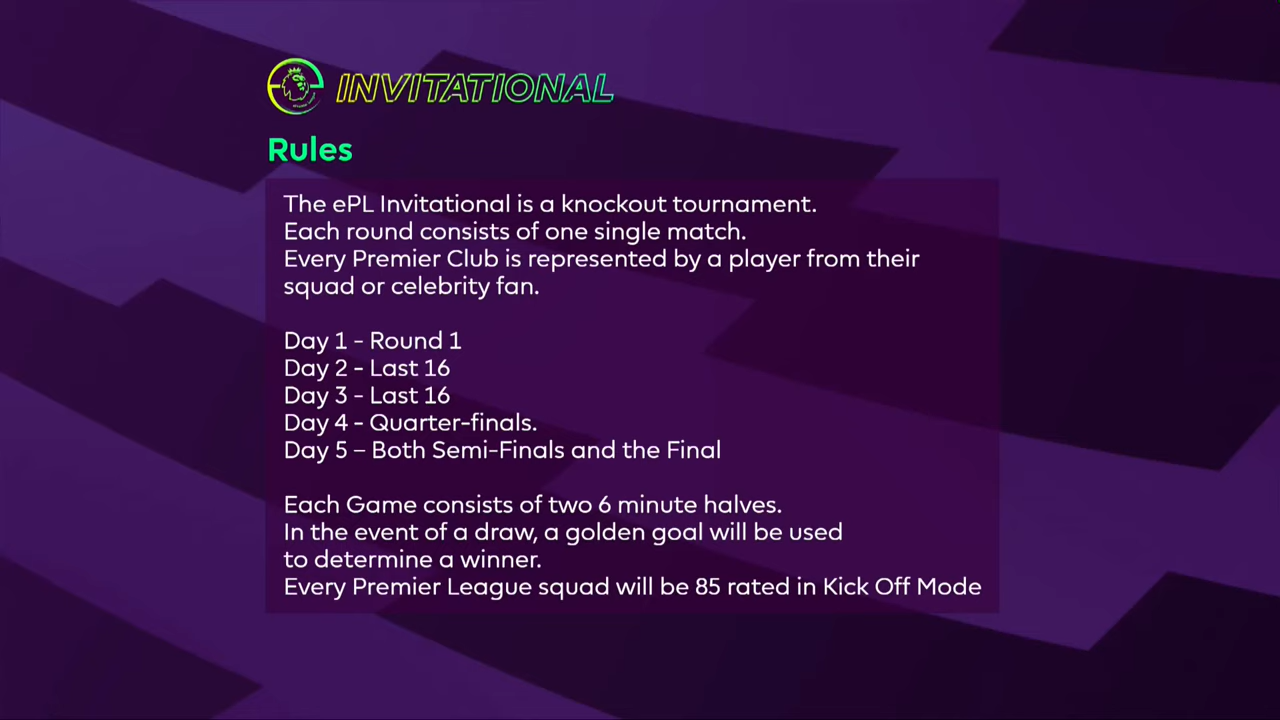 INVITATIONAL
Rules
The ePL Invitational is a knockout tournament.
Each round consists of one single match.
Every Premier Club is represented by a player from their
squad or celebrity fan.
Day 1 - Round 1
Day 2 - Last 16
Day 3 - Last 16
Day 4 - Quarter-finals.
Day 5 – Both Semi-Finals and the Final
Each Game consists of two 6 minute halves.
In the event of a draw, a golden goal will be used
to determine a winner.
Every Premier League squad will be 85 rated in Kick Off Mode